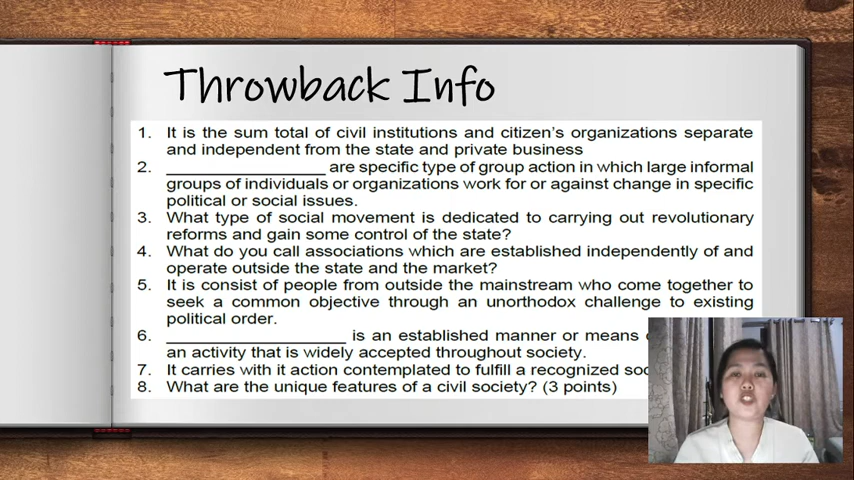 Throwback Info
1. It is the sum total of civil institutions and citizen's organizations separate
and independent from the state and private business
2. ____________________ are specific type of group action in which large informal
groups of individuals or organizations work for or against change in specific
political or social issues.
3. What type of social movement is dedicated to carrying out revolutionary
reforms and gain some control of the state?
4. What do you call associations which are established independently of and
operate outside the state and the market?
5. It is consist of people from outside the mainstream who come together to
seek a common objective through an unorthodox challenge to existing
political order.
6. ______________________ is an established manner or means
an activity that is widely accepted throughout society.
7. It carries with it action contemplated to fulfill a recognized
8. What are the unique features of a civil society? (3 points)